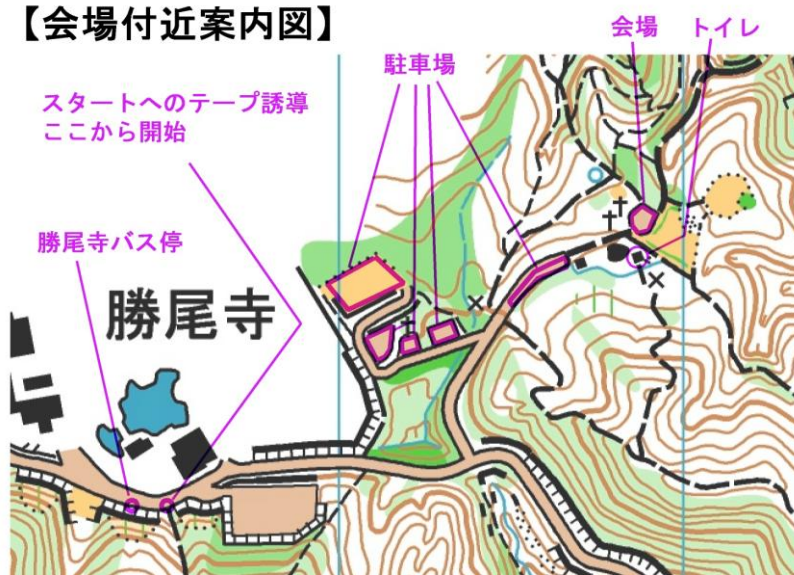 【会場付近案内図】
会場
トイレ
駐車場
スタートへのテープ誘導
ここから開始
勝尾寺バス停
勝尾寺